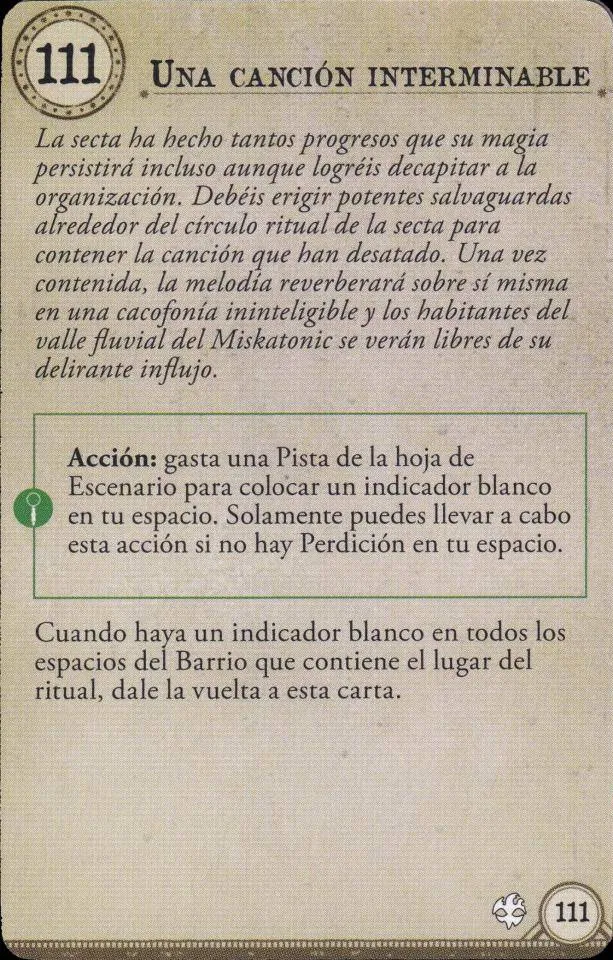 111
Una canción interminable
La secta ha hecho tantos progresos que su magia
persistirá incluso aunque logréis decapitar a la
organización. Debéis erigir potentes salvaguardas
alrededor del círculo ritual de la secta para
contener la canción que han desatado. Una vez
contenida, la melodía reverberará sobre sí misma
en una cacofonía ininteligible y los habitantes del
valle fluvial del Miskatonic se verán libres de su
delirante influjo.
Acción: gasta una Pista de la hoja de
Escenario para colocar un indicador blanco
en tu espacio. Solamente puedes llevar a cabo
esta acción si no hay Perdición en tu espacio.
Cuando haya un indicador blanco en todos los
espacios del Barrio que contiene el lugar del
ritual, dale la vuelta a esta carta.
111